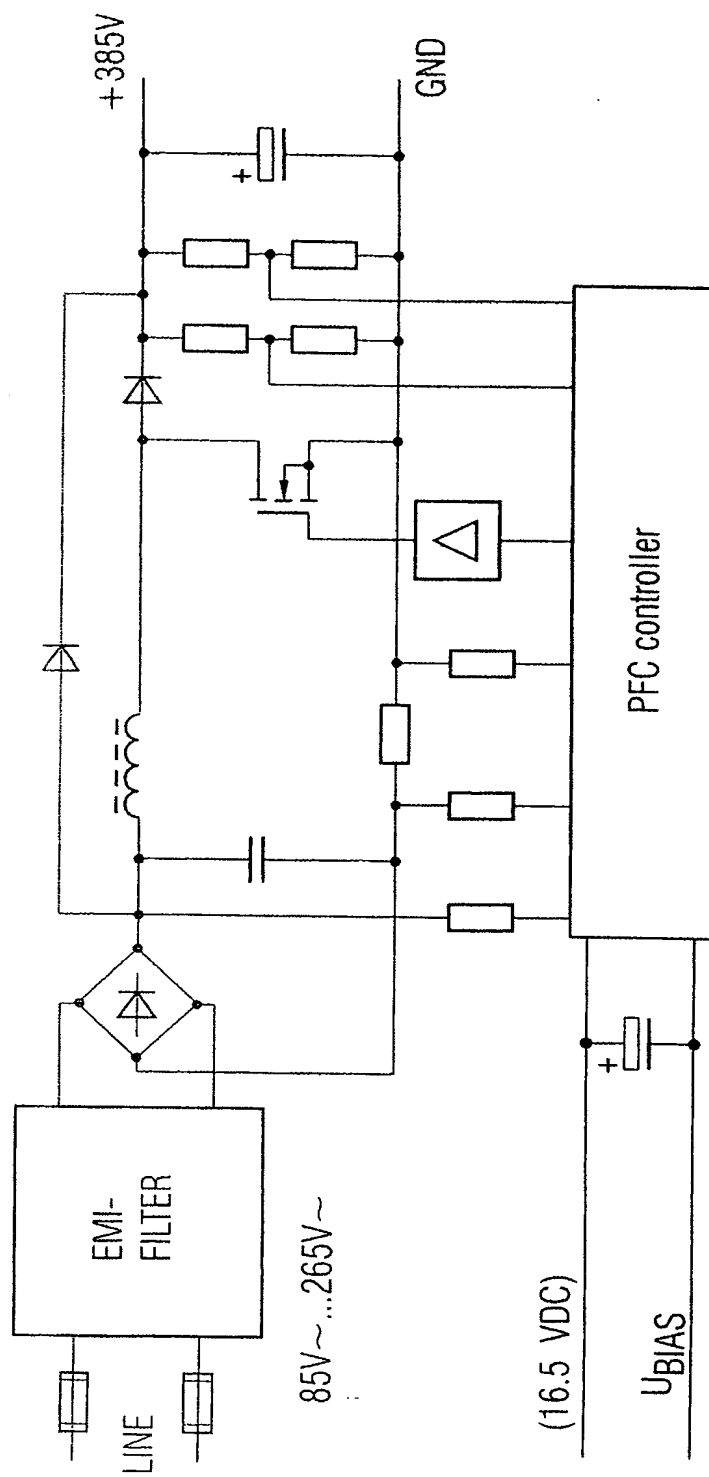 LINE
EMI-
FILTER
85V~...265V~
+385V
GND
+
(16.5 VDC)
UBIAS
+
PFC controller